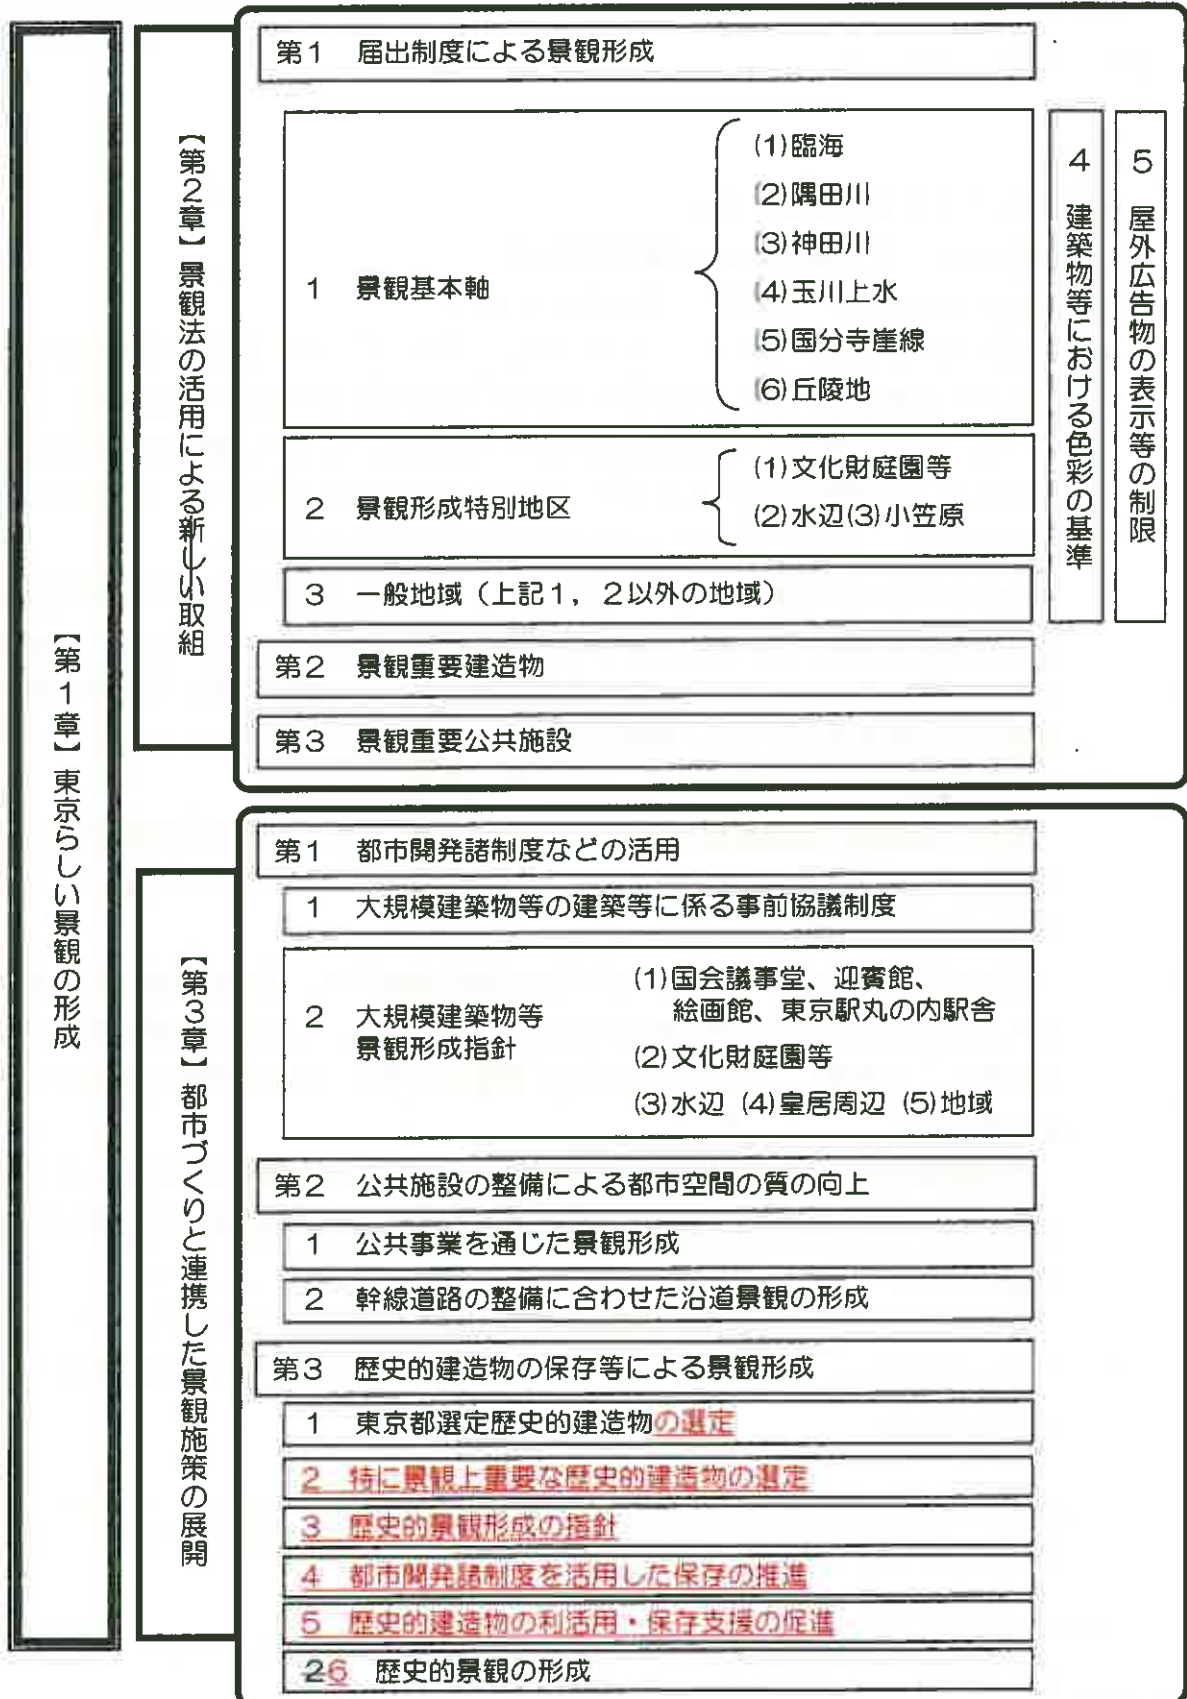 【第1章】東京らしい景観の形成
【第2章】景観法の活用による新しい取組
第1 届出制度による景観形成
1 景観基本軸
(1)臨海
(2)隅田川
(3)神田川
(4)玉川上水
(5)国分寺崖線
(6)丘陵地
2 景観形成特別地区
(1)文化財庭園等
(2)水辺(3)小笠原
3 一般地域(上記1，2以外の地域)
4 建築物等における色彩の基準
5 屋外広告物の表示等の制限
第2 景観重要建造物
第3 景観重要公共施設
【第3章】都市づくりと連携した景観施策の展開
第1 都市開発諸制度などの活用
1 大規模建築物等の建築等に係る事前協議制度
2 大規模建築物等
景観形成指針
(1)国会議事堂、迎賓館、
絵画館、東京駅丸の内駅舎
(2)文化財庭園等
(3)水辺 (4)皇居周辺 (5)地域
第2 公共施設の整備による都市空間の質の向上
1 公共事業を通じた景観形成
2 幹線道路の整備に合わせた沿道景観の形成
第3 歴史的建造物の保存等による景観形成
1 東京都選定歴史的建造物の選定
2 特に景観上重要な歴史的建造物の選定
3 歴史的景観形成の指針
4 都市開発諸制度を活用した保存の推進
5 歴史的建造物の利活用・保存支援の促進
26 歴史的景観の形成